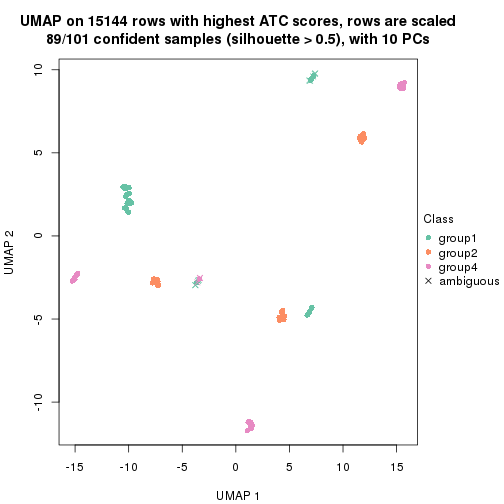 UMAP on 15144 rows with highest ATC scores, rows are scaled
89/101 confident samples (silhouette > 0.5), with 10 PCs
10
5
0
-5
-10
UMAP 2
-15
-10
-5
0
5
10
15
UMAP 1
Class
group1
group2
group4
ambiguous